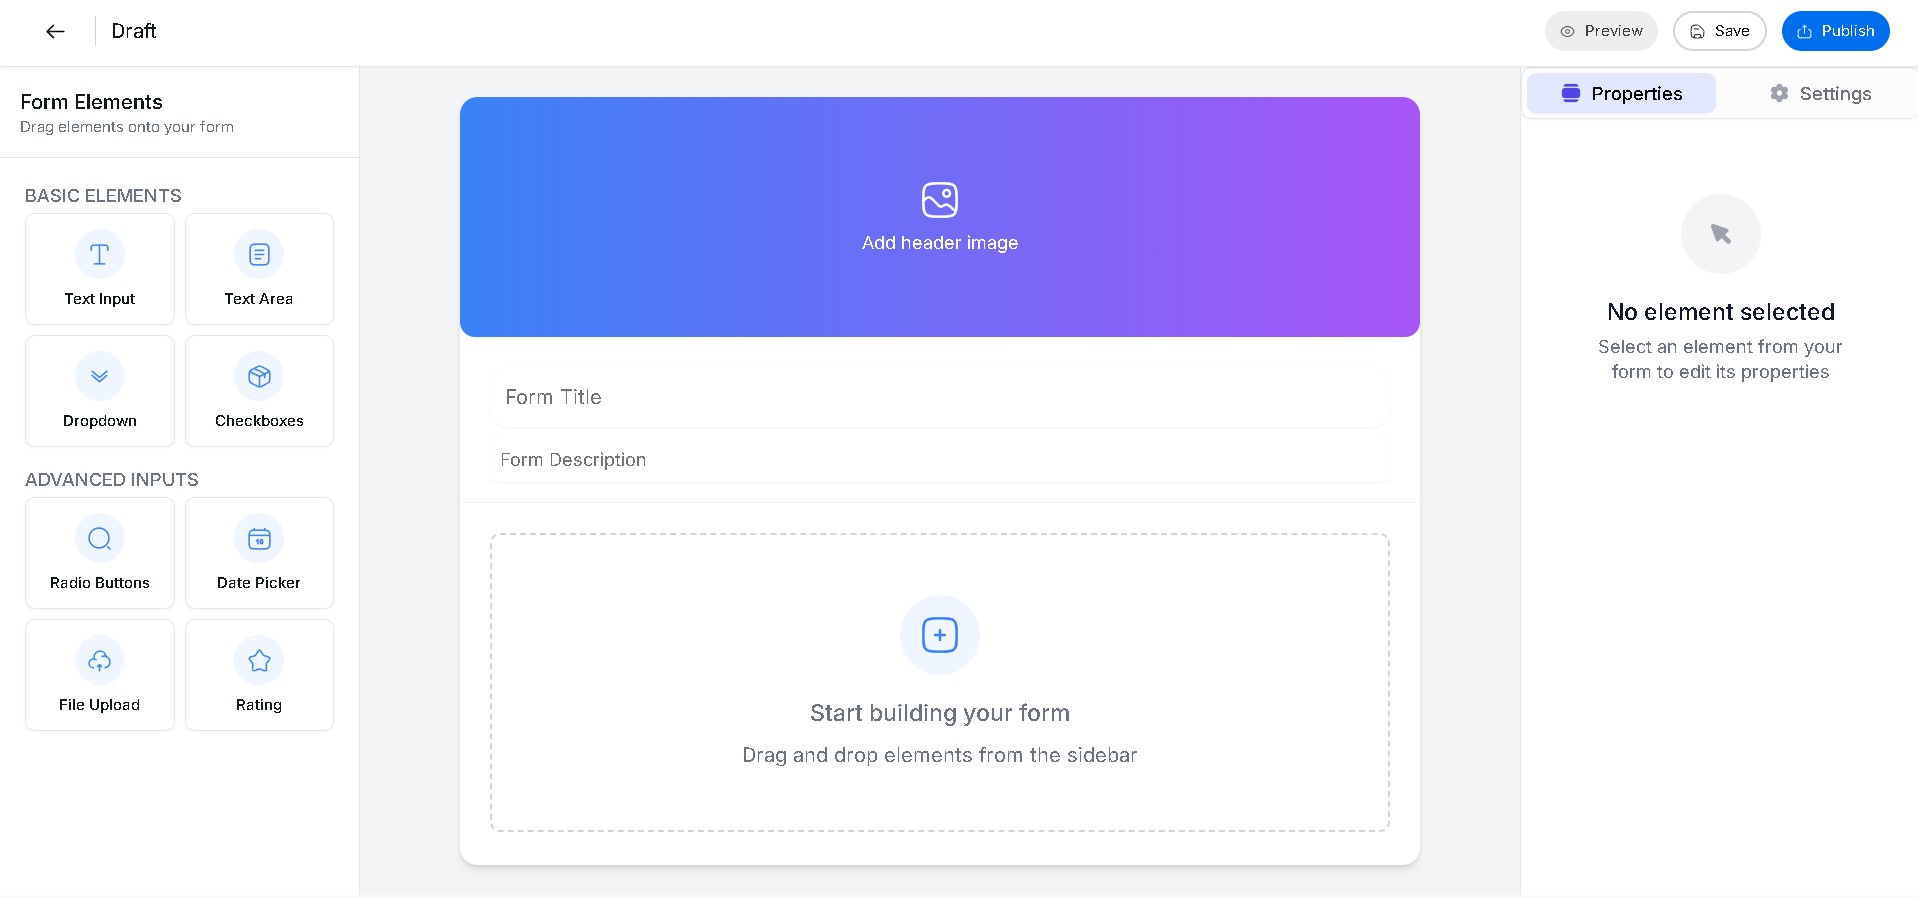 Draft
Preview
Save
Publish
Form Elements
Drag elements onto your form
BASIC ELEMENTS
Text Input
Text Area
Dropdown
Checkboxes
ADVANCED INPUTS
Radio Buttons
18
Date Picker
File Upload
Rating
Add header image
Form Title
Form Description
Start building your form
Drag and drop elements from the sidebar
Properties
Settings
No element selected
Select an element from your
form to edit its properties